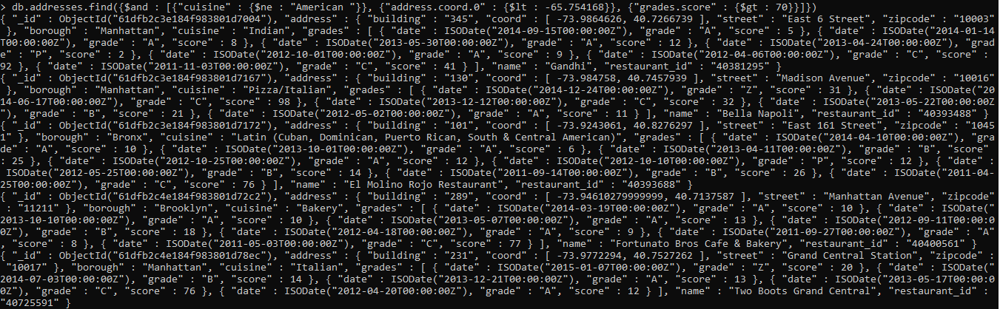 > db.addresses.find({$and : [{"cuisine" : {$ne : "American "}}, {"address.coord.0" : {$lt : -65.754168}}, {"grades.score" : {$gt : 70}}]})
{ "_id" : ObjectId("61dfb2c3e184f983801d7004"), "address" : { "building" : "345", "coord" : [ -73.9864626, 40.7266739 ], "street" : "East 6 Street", "zipcode" : "10003"
}, "borough" : "Manhattan", "cuisine" : "Indian", "grades" : [ { "date" : ISODate("2014-09-15T00:00:00Z"), "grade" : "A", "score" : 5 }, { "date" : ISODate("2014-01-14
T00:00:00Z"), "grade" : "A", "score" : 8 }, { "date" : ISODate("2013-05-30T00:00:00Z"), "grade" : "A", "score" : 12 }, { "date" : ISODate("2013-04-24T00:00:00Z"), "grad
e" : "P", "score" : 2 }, { "date" : ISODate("2012-10-01T00:00:00Z"), "grade" : "A", "score" : 9 }, { "date" : ISODate("2012-04-06T00:00:00Z"), "grade" : "C", "score" :
92 }, { "date" : ISODate("2011-11-03T00:00:00Z"), "grade" : "C", "score" : 41 } ], "name" : "Gandhi", "restaurant_id" : "40381295" }
{ "_id" : ObjectId("61dfb2c3e184f983801d7167"), "address" : { "building" : "130", "coord" : [ -73.984758, 40.7457939 ], "street" : "Madison Avenue", "zipcode" : "10016"
}, "borough" : "Manhattan", "cuisine" : "Pizza/Italian", "grades" : [ { "date" : ISODate("2014-12-24T00:00:00Z"), "grade" : "Z", "score" : 31 }, { "date" : ISODate("20
14-06-17T00:00:00Z"), "grade" : "C", "score" : 98 }, { "date" : ISODate("2013-12-12T00:00:00Z"), "grade" : "C", "score" : 32 }, { "date" : ISODate("2013-05-22T00:00:00Z
"), "grade" : "B", "score" : 21 }, { "date" : ISODate("2012-05-02T00:00:00Z"), "grade" : "A", "score" : 11 } ], "name" : "Bella Napoli", "restaurant_id" : "40393488" }
{ "_id" : ObjectId("61dfb2c3e184f983801d7172"), "address" : { "building" : "101", "coord" : [ -73.9243061, 40.8276297 ], "street" : "East 161 Street", "zipcode" : "1045
1" }, "borough" : "Bronx", "cuisine" : "Latin (Cuban, Dominican, Puerto Rican, South & Central American)", "grades" : [ { "date" : ISODate("2014-04-10T00:00:00Z"), "gra
de" : "A", "score" : 10 }, { "date" : ISODate("2013-10-01T00:00:00Z"), "grade" : "A", "score" : 6 }, { "date" : ISODate("2013-04-11T00:00:00Z"), "grade" : "B", "score"
: 25 }, { "date" : ISODate("2012-10-25T00:00:00Z"), "grade" : "A", "score" : 12 }, { "date" : ISODate("2012-10-10T00:00:00Z"), "grade" : "P", "score" : 12 }, { "date" :
ISODate("2012-05-25T00:00:00Z"), "grade" : "B", "score" : 14 }, { "date" : ISODate("2011-09-14T00:00:00Z"), "grade" : "B", "score" : 26 }, { "date" : ISODate("2011-04-
25T00:00:00Z"), "grade" : "C", "score" : 76 } ], "name" : "El Molino Rojo Restaurant", "restaurant_id" : "40393688" }
{ "_id" : ObjectId("61dfb2c4e184f983801d72c2"), "address" : { "building" : "289", "coord" : [ -73.94610279999999, 40.7137587 ], "street" : "Manhattan Avenue", "zipcode"
: "11211" }, "borough" : "Brooklyn", "cuisine" : "Bakery", "grades" : [ { "date" : ISODate("2014-03-19T00:00:00Z"), "grade" : "A", "score" : 10 }, { "date" : ISODate("
2013-10-10T00:00:00Z"), "grade" : "A", "score" : 10 }, { "date" : ISODate("2013-05-07T00:00:00Z"), "grade" : "A", "score" : 13 }, { "date" : ISODate("2012-09-11T00:00:0
0Z"), "grade" : "B", "score" : 18 }, { "date" : ISODate("2012-04-18T00:00:00Z"), "grade" : "A", "score" : 9 }, { "date" : ISODate("2011-09-27T00:00:00Z"), "grade" : "A"
, "score" : 8 }, { "date" : ISODate("2011-05-03T00:00:00Z"), "grade" : "C", "score" : 77 } ], "name" : "Fortunato Bros Cafe & Bakery", "restaurant_id" : "40400561" }
{ "_id" : ObjectId("61dfb2c4e184f983801d78ec"), "address" : { "building" : "231", "coord" : [ -73.9772294, 40.7527262 ], "street" : "Grand Central Station", "zipcode" :
"10017" }, "borough" : "Manhattan", "cuisine" : "Italian", "grades" : [ { "date" : ISODate("2015-01-07T00:00:00Z"), "grade" : "Z", "score" : 20 }, { "date" : ISODate("
2014-07-03T00:00:00Z"), "grade" : "B", "score" : 14 }, { "date" : ISODate("2013-12-21T00:00:00Z"), "grade" : "A", "score" : 13 }, { "date" : ISODate("2013-05-17T00:00:0
0Z"), "grade" : "C", "score" : 76 }, { "date" : ISODate("2012-04-20T00:00:00Z"), "grade" : "A", "score" : 12 } ], "name" : "Two Boots Grand Central", "restaurant_id" :
"40725591" }